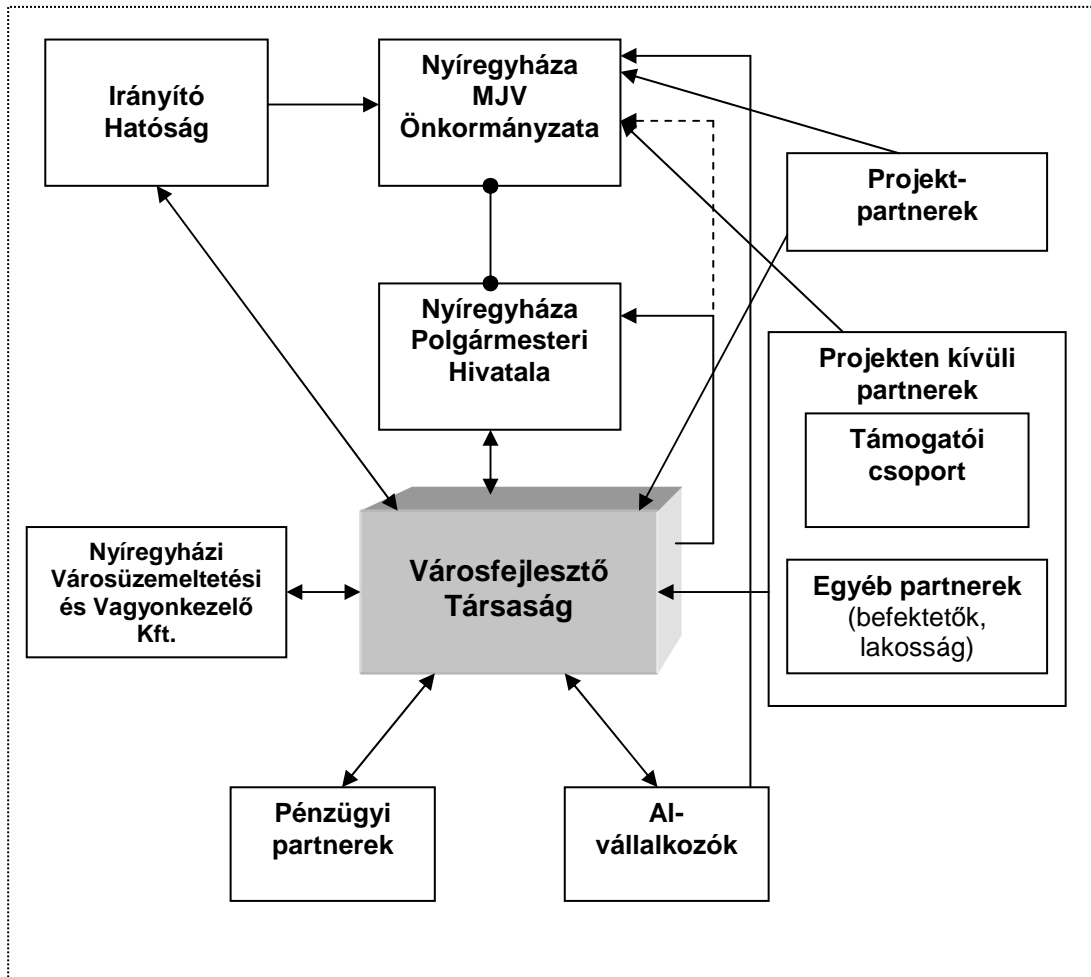 Irányító
Hatóság
Nyíregyháza
MJV
Önkormányzata
Projekt-
partnerek
Nyíregyháza
Polgármesteri
Hivatala
Projekten kívüli
partnerek
Támogatói
csoport
Egyéb partnerek
(befektetők,
lakosság)
Nyíregyházi
Városüzemeltetési
és Vagyonkezelő
Kft.
Városfejlesztő
Társaság
Pénzügyi
partnerek
Al-
vállalkozók